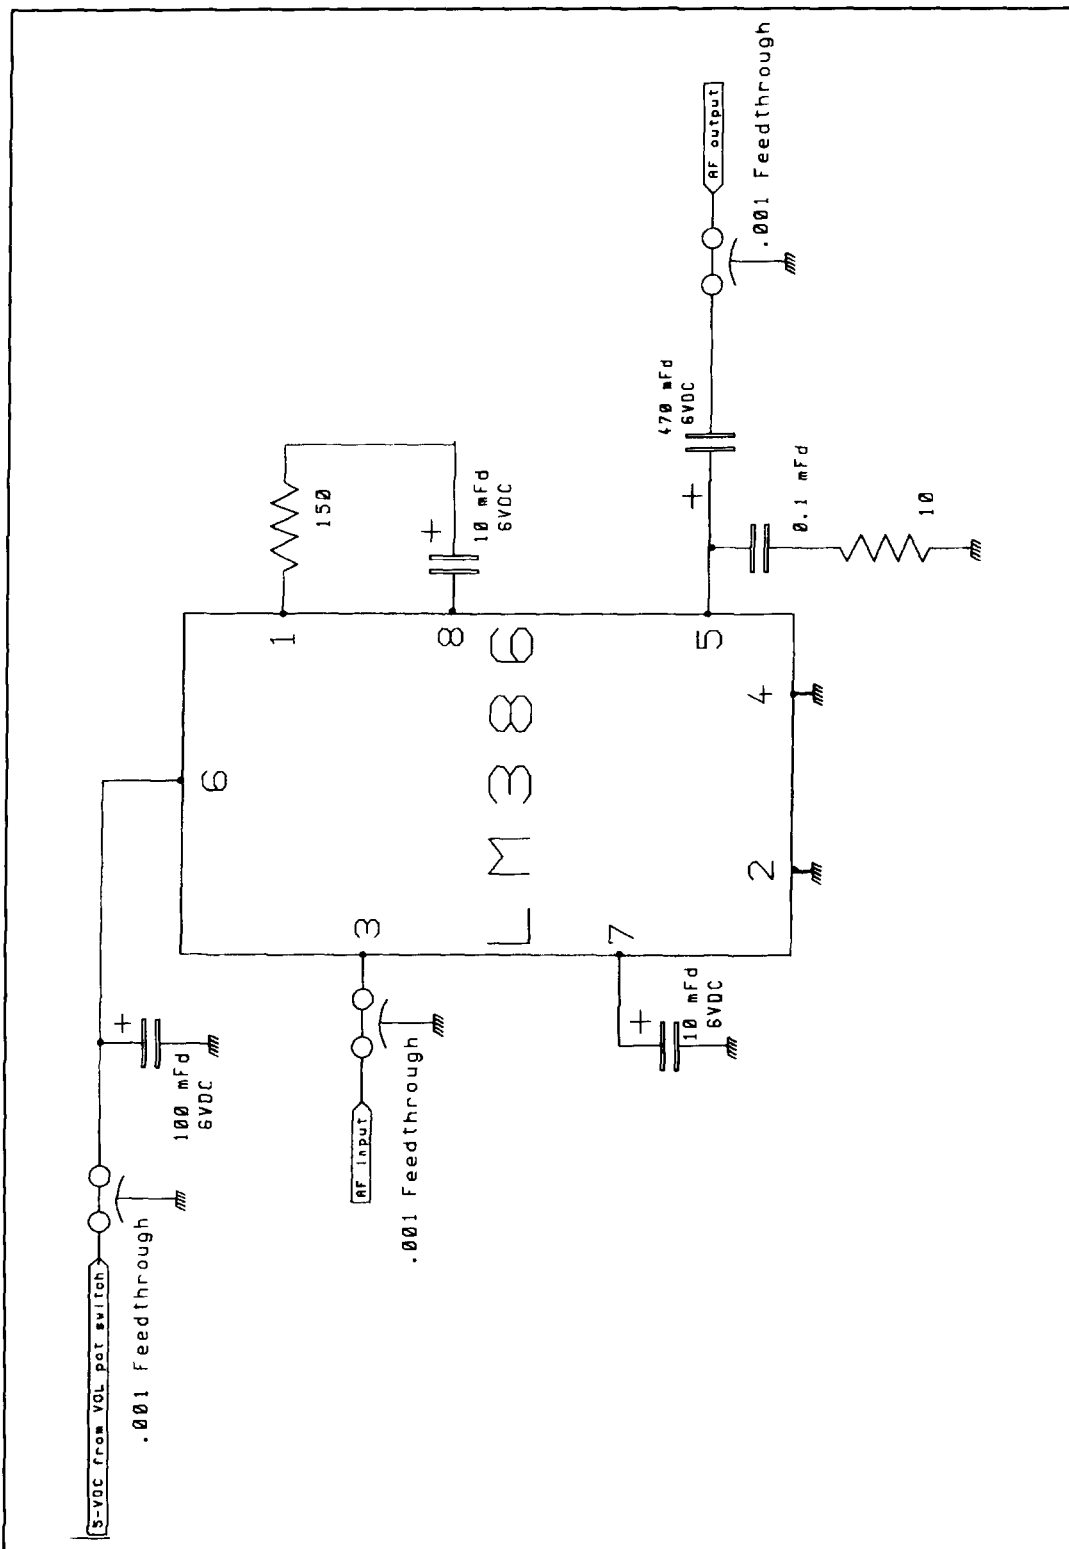 5-VDC from VOL pot switch
.001 Feedthrough
100 mFd
6VDC
6
1
150
10 mFd
6VDC
8
3
AF input
.001 Feedthrough
LM386
7
10 mFd
6VDC
2
4
5
470 mFd
6VDC
0.1 mFd
10
AF output
.001 Feedthrough